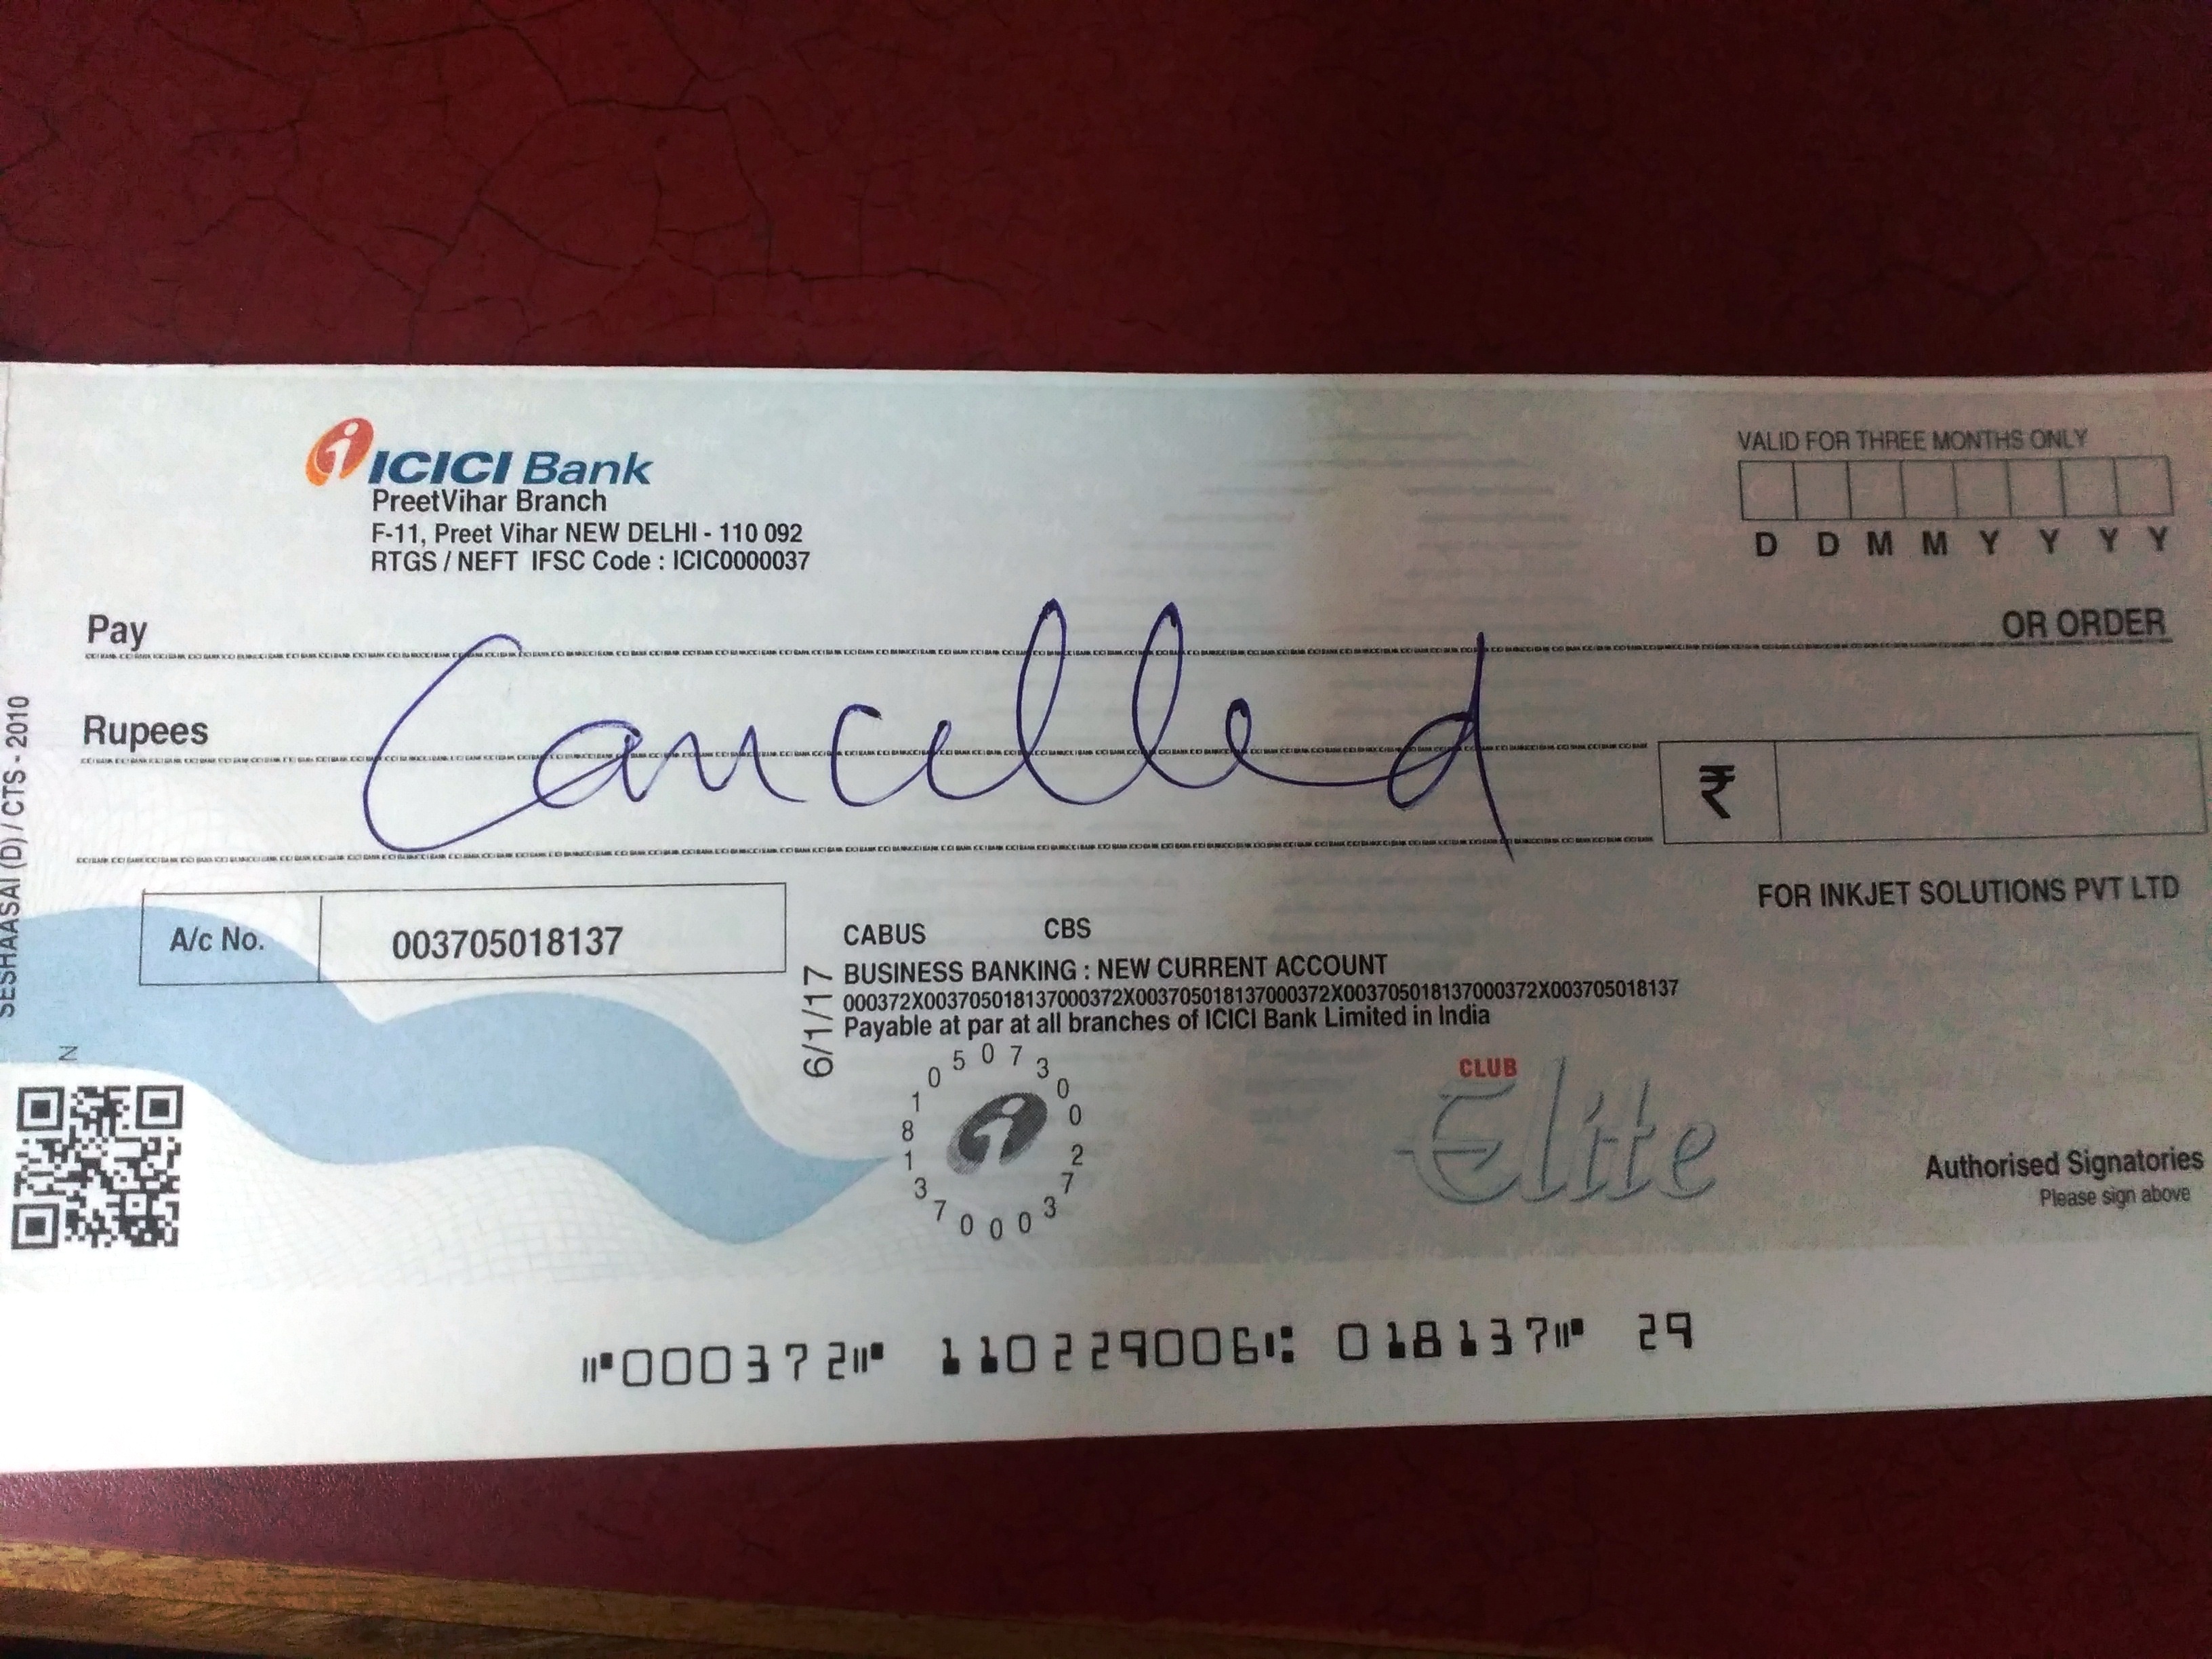 ICICI Bank
PreetVihar Branch
F-11, Preet Vihar NEW DELHI - 110 092
RTGS / NEFT IFSC Code : ICIC0000037
VALID FOR THREE MONTHS ONLY
D D M M Y Y Y Y
Pay
OR ORDER
Rupees
Cancelled
₹
SESHAASAI (D) / CTS - 2010
A/c No. 003705018137
FOR INKJET SOLUTIONS PVT LTD
CABUS CBS
BUSINESS BANKING : NEW CURRENT ACCOUNT
000372X003705018137000372X003705018137000372X003705018137000372X003705018137
Payable at par at all branches of ICICI Bank Limited in India
6/1/17
N
003705018137000372
CLUB
Elite
Authorised Signatories
Please sign above
⑈000372⑈ 110229006⑆ 018137⑈ 29